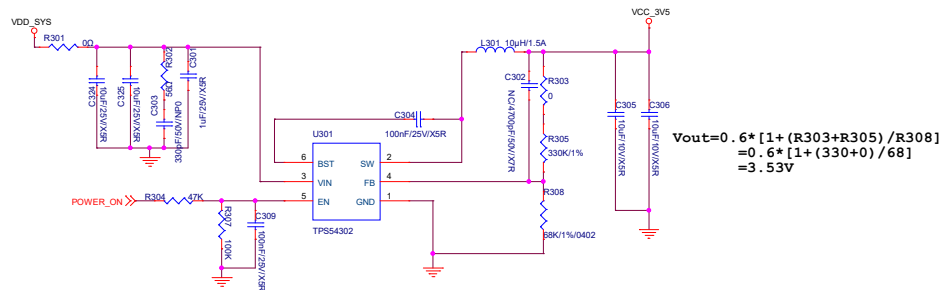 VDD_SYS
R301
0Ω
C324
10uF/25V/X5R
C325
10uF/25V/X5R
R302
56Ω
C303
330pF/50V/NP0
C301
1uF/25V//X5R
C304
100nF/25V//X5R
L301 10µH/1.5A
C302
NC/4700pF/50V/X7R
R303
0
R305
330K/1%
R308
68K/1%/0402
VCC_3V5
C305
10uF/10V/X5R
C306
10uF/10V/X5R
U301
6 BST SW 2
3 VIN FB 4
5 EN GND 1
TPS54302
POWER_ON
R304 47K
R307
100K
C309
100nF/25V//X5R
Vout=0.6*[1+(R303+R305)/R308]
=0.6*[1+(330+0)/68]
=3.53V